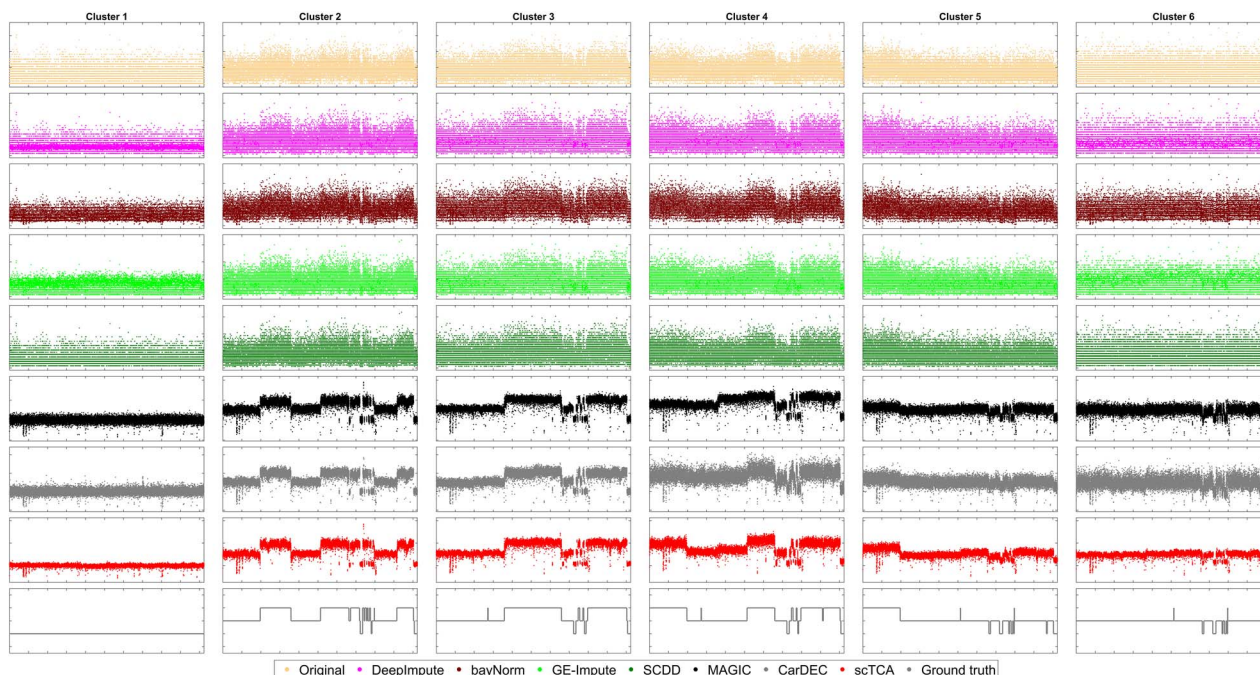 Cluster 1 Cluster 2 Cluster 3 Cluster 4 Cluster 5 Cluster 6
Original DeepImpute bayNorm GE-Impute SCDD MAGIC CarDEC scTCA Ground truth